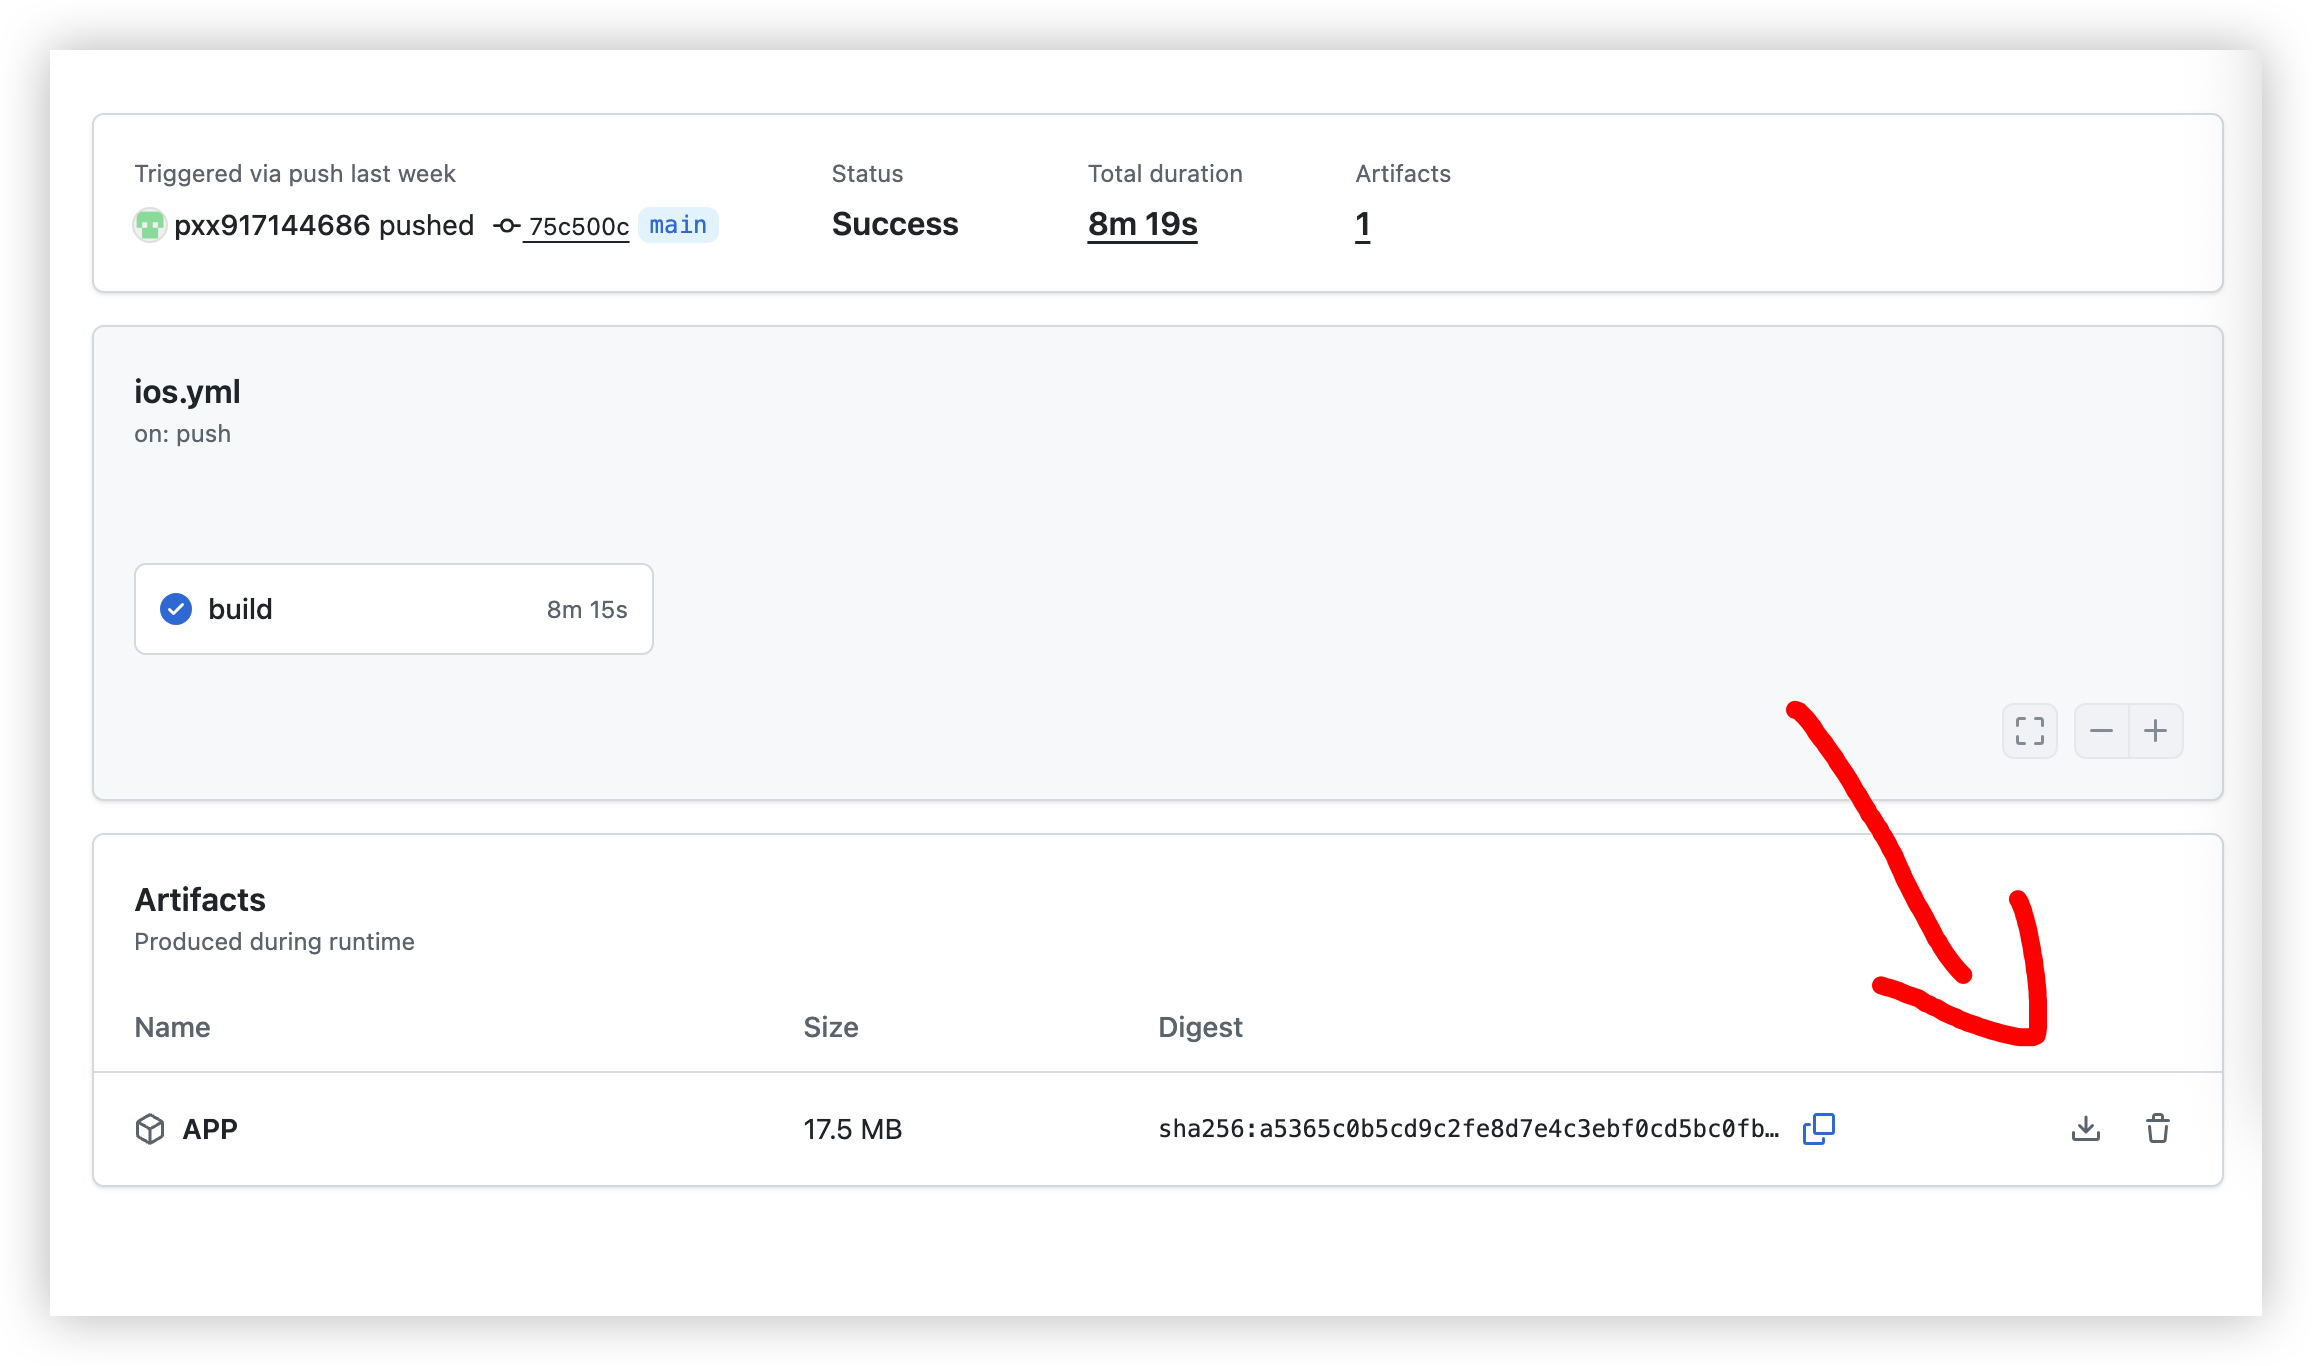 Triggered via push last week
pxx917144686 pushed 75c500c main
Status
Success
Total duration
8m 19s
Artifacts
1
ios.yml
on: push
build 8m 15s
Artifacts
Produced during runtime
Name Size Digest
APP 17.5 MB sha256:a5365c0b5cd9c2fe8d7e4c3ebf0cd5bc0fb…